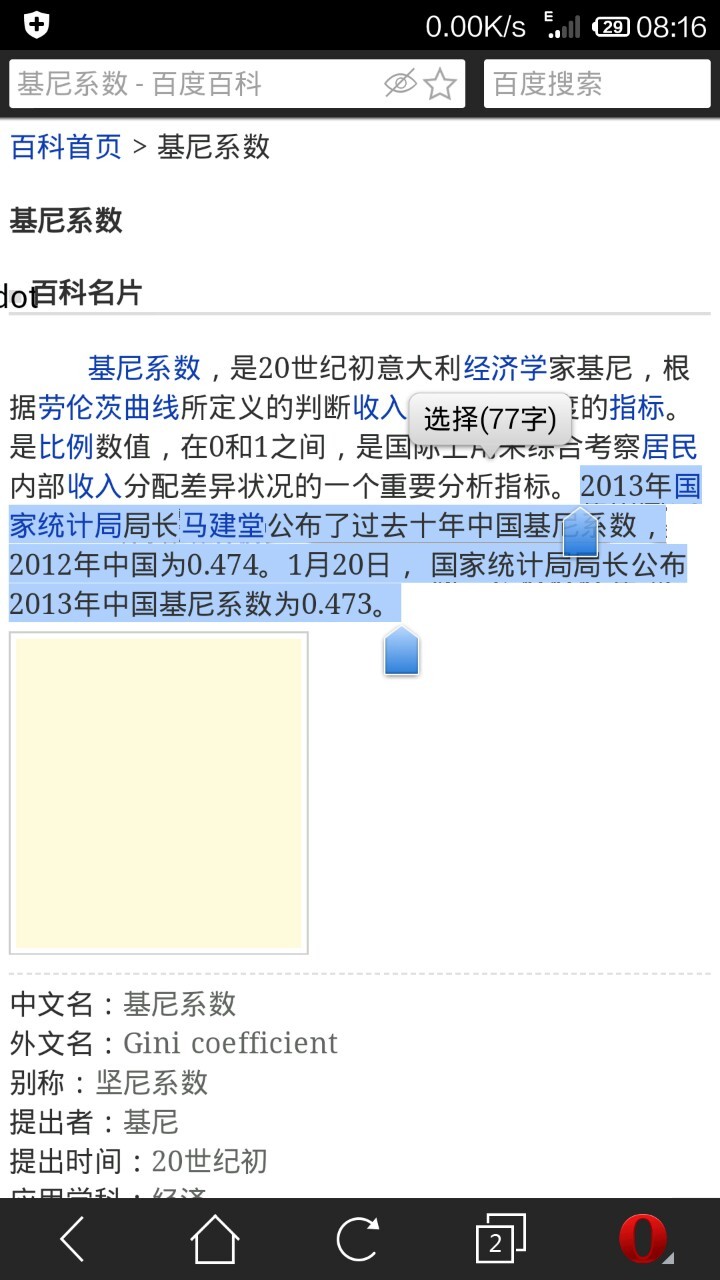 0.00K/s E 29 08:16
基尼系数 - 百度百科 百度搜索
百科首页 > 基尼系数
基尼系数
dot
百科名片
基尼系数，是20世纪初意大利经济学家基尼，根
据劳伦茨曲线所定义的判断收入 的指标。
选择(77字)
是比例数值，在0和1之间，是国际上用来综合考察居民
内部收入分配差异状况的一个重要分析指标。2013年国
家统计局局长马建堂公布了过去十年中国基尼系数，
2012年中国为0.474。1月20日， 国家统计局局长公布
2013年中国基尼系数为0.473。
中文名：基尼系数
外文名：Gini coefficient
别称：坚尼系数
提出者：基尼
提出时间：20世纪初
应用学科：经济
2